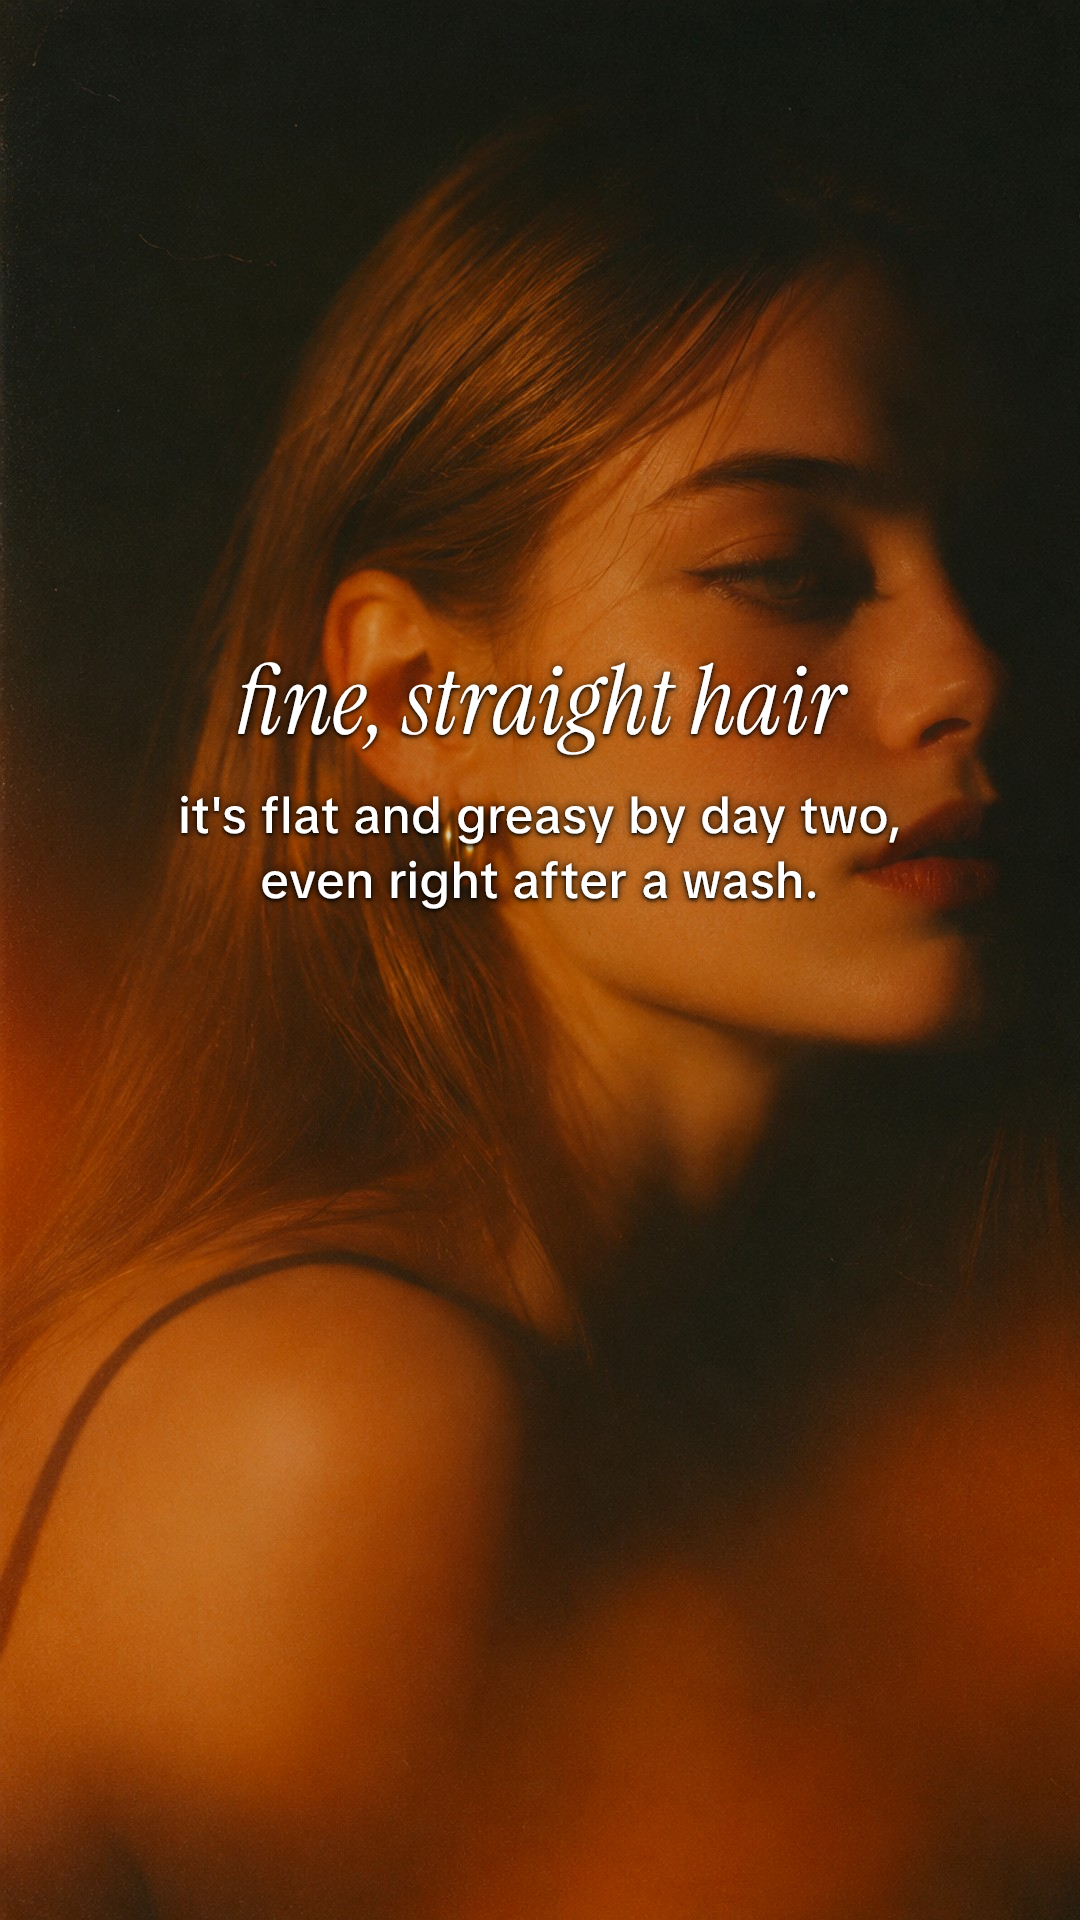 fine, straight hair
it's flat and greasy by day two,
even right after a wash.